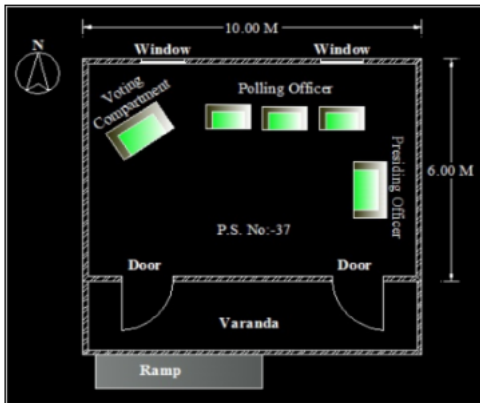 10.00 M
N
Window
Window
Voting
Compartment
Polling Officer
Presiding Officer
6.00 M
P.S. No:-37
Door
Door
Varanda
Ramp